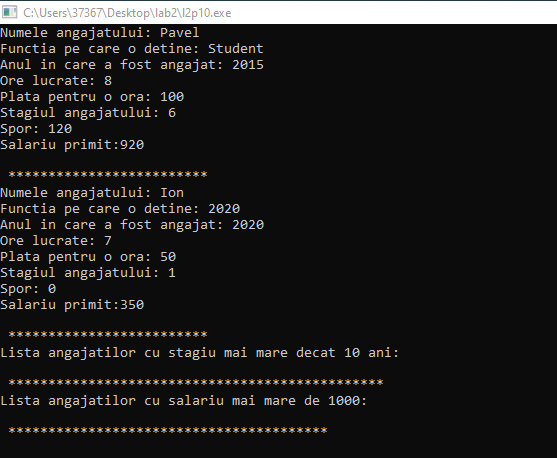 C:\Users\37367\Desktop\lab2\l2p10.exe
Numele angajatului: Pavel
Functia pe care o detine: Student
Anul in care a fost angajat: 2015
Ore lucrate: 8
Plata pentru o ora: 100
Stagiul angajatului: 6
Spor: 120
Salariu primit:920
*************************
Numele angajatului: Ion
Functia pe care o detine: 2020
Anul in care a fost angajat: 2020
Ore lucrate: 7
Plata pentru o ora: 50
Stagiul angajatului: 1
Spor: 0
Salariu primit:350
*************************
Lista angajatilor cu stagiu mai mare decat 10 ani:
***********************************************
Lista angajatilor cu salariu mai mare de 1000:
****************************************